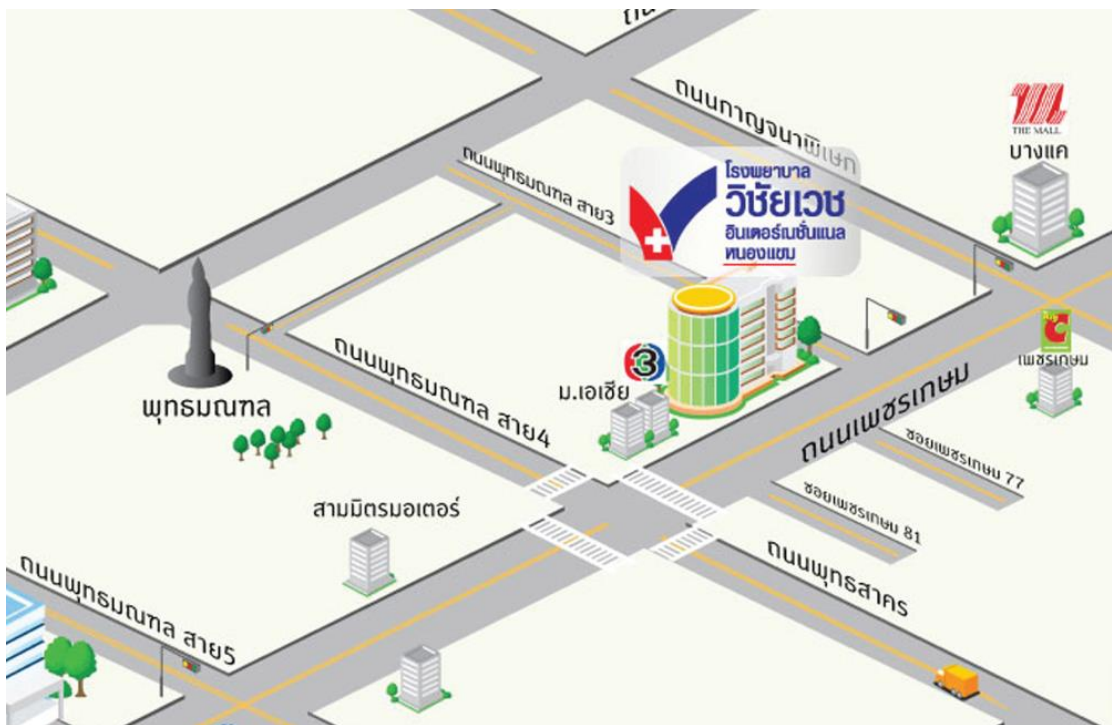 ถนนกาญจนาพิเษก
THE MALL
บางแค
ถนนพุทธมณฑล สาย3
โรงพยาบาล
วิชัยเวช
อินเตอร์เนชั่นแนล
หนองแขม
Big C
เพชรเกษม
3
ม.เอเชีย
ถนนพุทธมณฑล สาย4
พุทธมณฑล
ถนนเพชรเกษม
ซอยเพชรเกษม 77
ซอยเพชรเกษม 81
สามมิตรมอเตอร์
ถนนพุทธสาคร
ถนนพุทธมณฑล สาย5